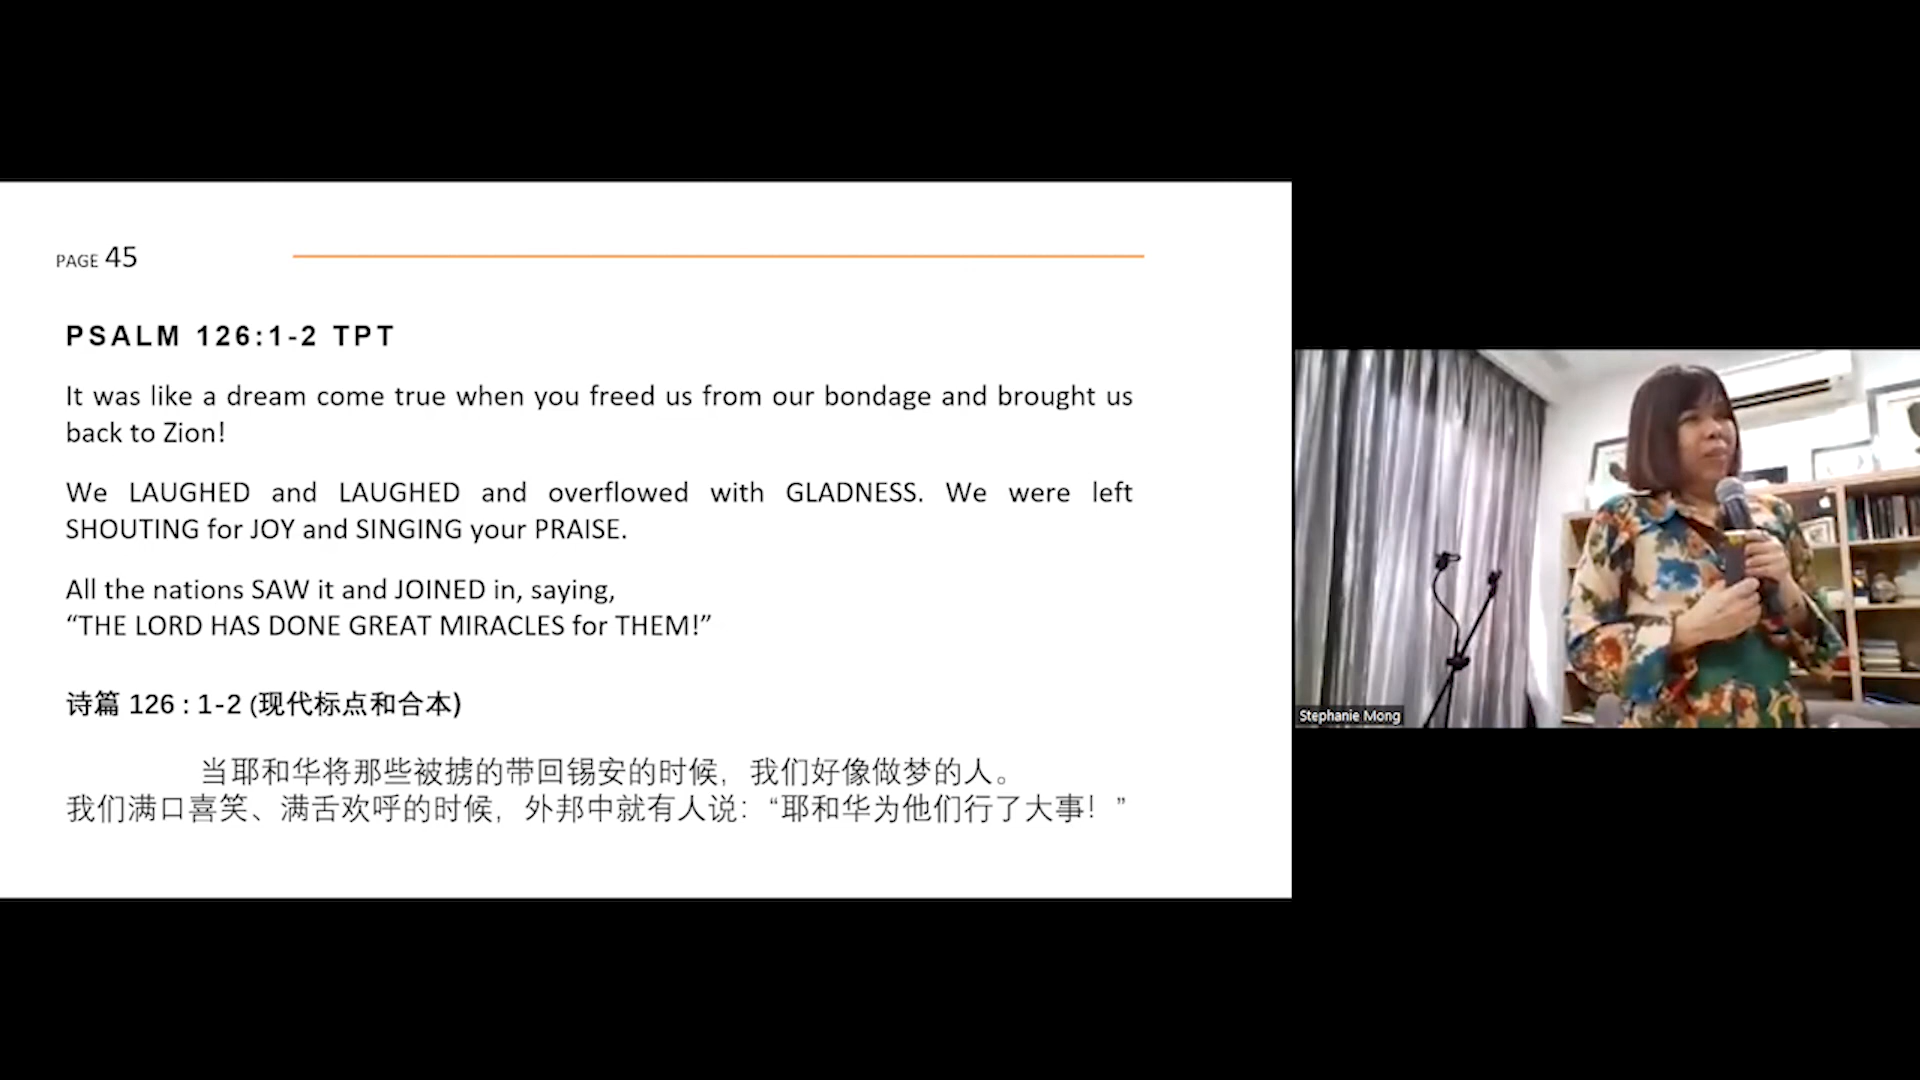 PAGE 45
PSALM 126:1-2 TPT
It was like a dream come true when you freed us from our bondage and brought us
back to Zion!
We LAUGHED and LAUGHED and overflowed with GLADNESS. We were left
SHOUTING for JOY and SINGING your PRAISE.
All the nations SAW it and JOINED in, saying,
“THE LORD HAS DONE GREAT MIRACLES for THEM!”
诗篇 126 : 1-2 (现代标点和合本)
当耶和华将那些被掳的带回锡安的时候，我们好像做梦的人。
我们满口喜笑、满舌欢呼的时候，外邦中就有人说：“耶和华为他们行了大事！”
Stephanie Mong